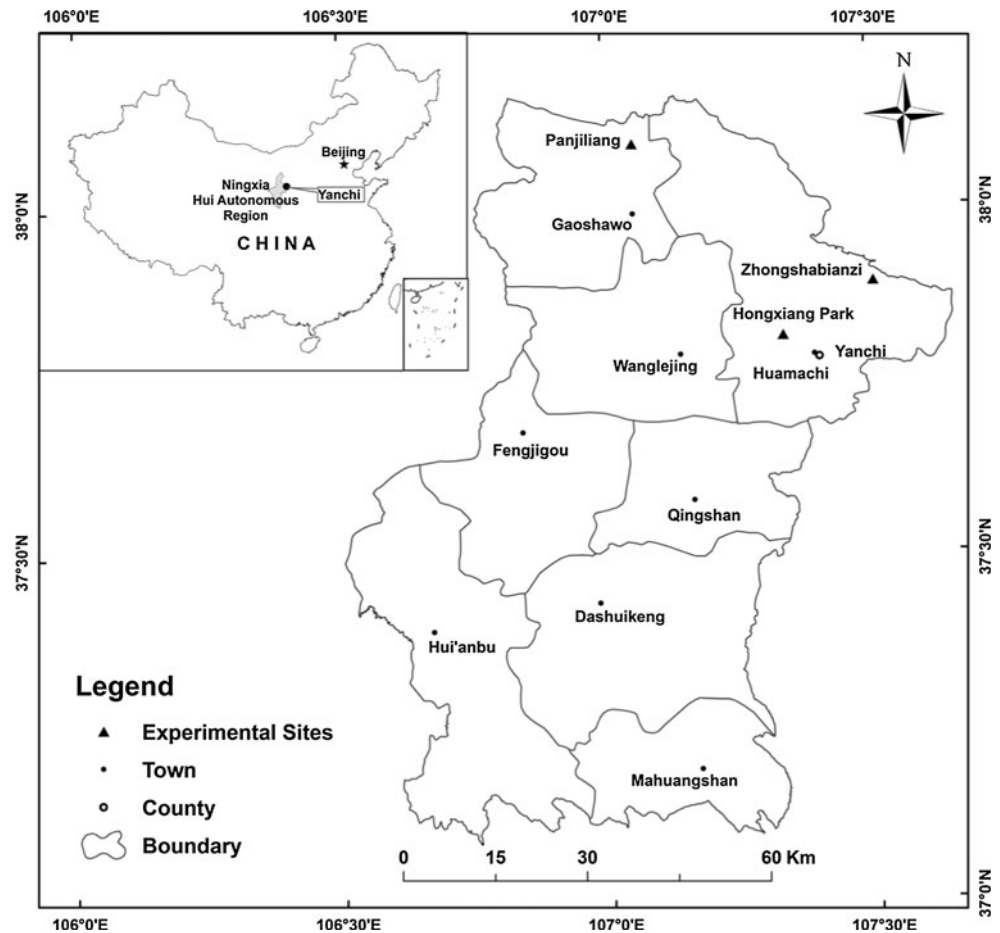 106°0'E
106°30'E
107°0'E
107°30'E
N
Beijing
Ningxia
Hui Autonomous
Region
Yanchi
CHINA
38°0'N
38°0'N
Panjiliang
Gaoshawo
Zhongshabianzi
Hongxiang Park
Yanchi
Huamachi
Wanglejing
Fengjigou
Qingshan
37°30'N
37°30'N
Dashuikeng
Hui'anbu
Mahuangshan
Legend
Experimental Sites
Town
County
Boundary
0 15 30 60 Km
37°0'N
106°0'E
106°30'E
107°0'E
107°30'E